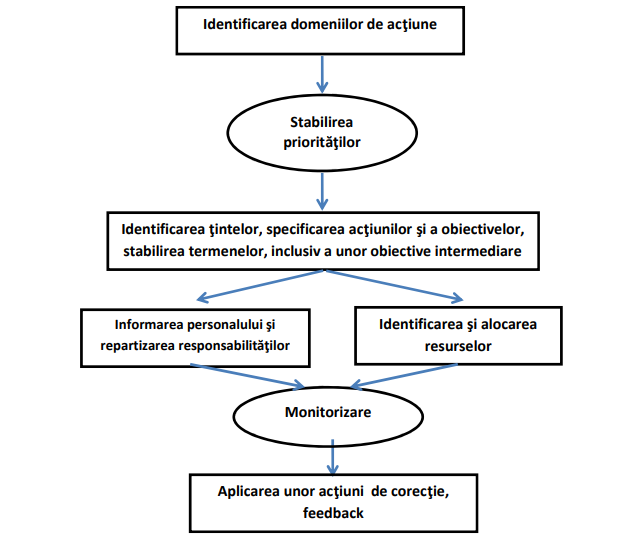 Identificarea domeniilor de acţiune
Stabilirea
priorităţilor
Identificarea ţintelor, specificarea acţiunilor şi a obiectivelor,
stabilirea termenelor, inclusiv a unor obiective intermediare
Informarea personalului şi
repartizarea responsabilităţilor
Identificarea şi alocarea
resurselor
Monitorizare
Aplicarea unor acţiuni  de corecţie,
feedback